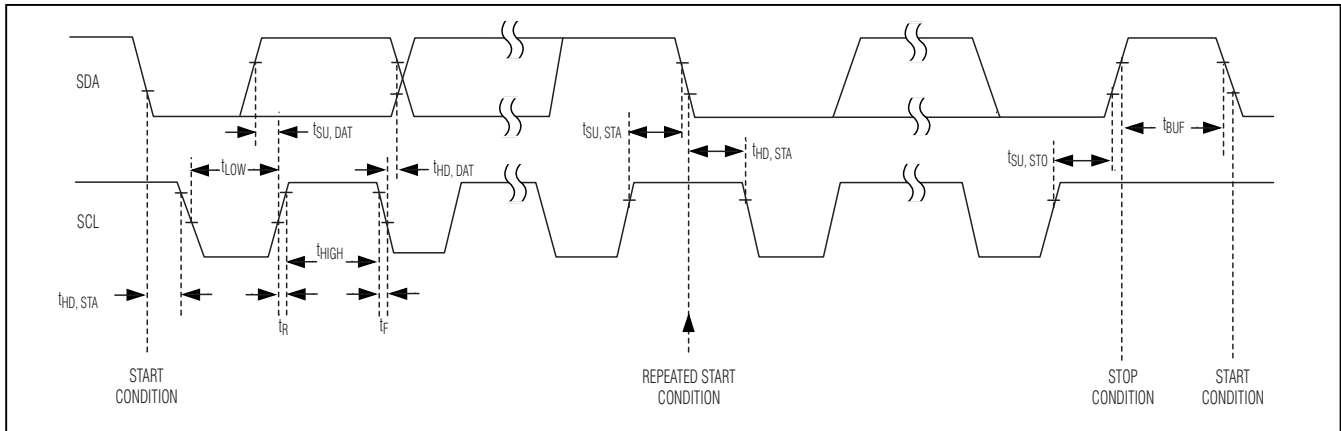 SDA
tSU, DAT
tSU, STA
tBUF
tLOW
tHD, DAT
tHD, STA
tSU, STO
SCL
tHIGH
tHD, STA
tR
tF
START
CONDITION
REPEATED START
CONDITION
STOP
CONDITION
START
CONDITION